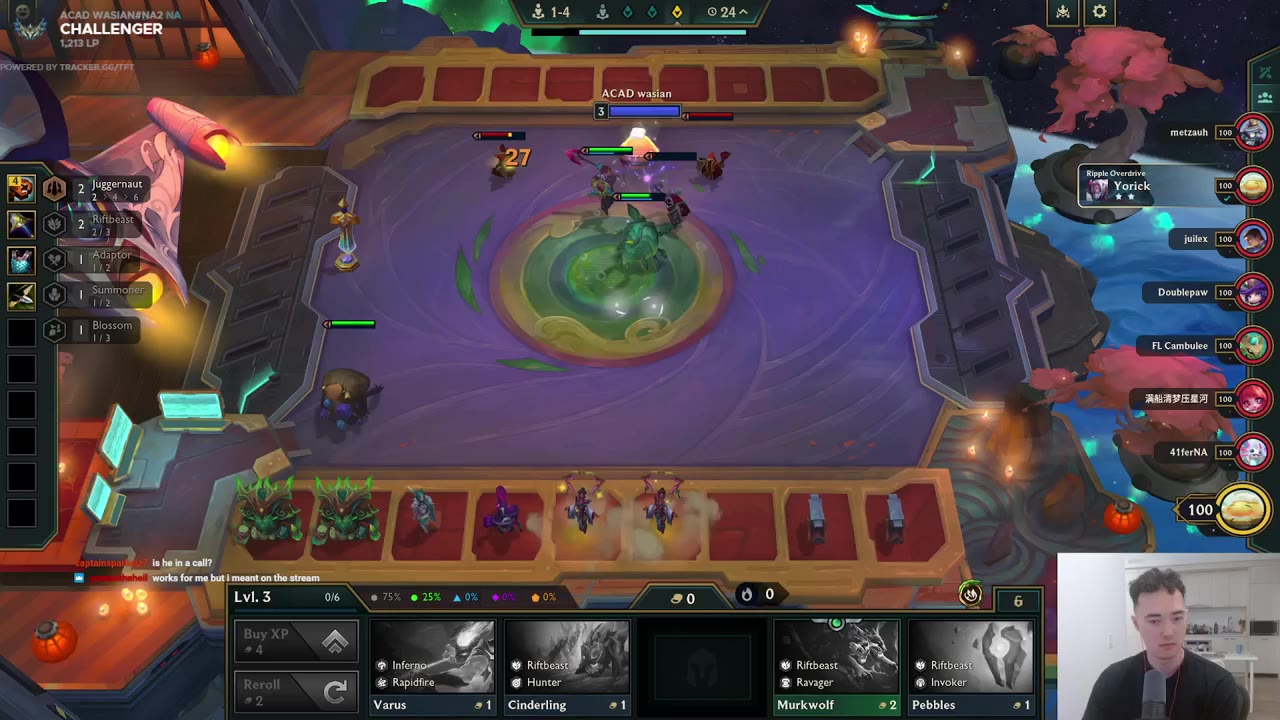 ACAD WASIAN#NA2 NA
CHALLENGER
1,213 LP
POWERED BY TRACKER.GG/TFT
1-4
24
ACAD wasian
3
27
4
2 Juggernaut
2 > 4 > 6
2 Riftbeast
2 / 3
1 Adaptor
1 / 2
1 Summoner
1 / 2
1 Blossom
1 / 3
metzauh 100
Ripple Overdrive
Yorick 100
juilex 100
Doublepaw 100
FL Cambulee 100
满船清梦压星河 100
41ferNA 100
100
is he in a call?
works for me but i meant on the stream
Lvl. 3 0/6 75% 25% 0% 0% 0% 0 0 6
Buy XP
4
Reroll
2
Inferno
Rapidfire
Varus 1
Riftbeast
Hunter
Cinderling 1
Riftbeast
Ravager
Murkwolf 2
Riftbeast
Invoker
Pebbles 1